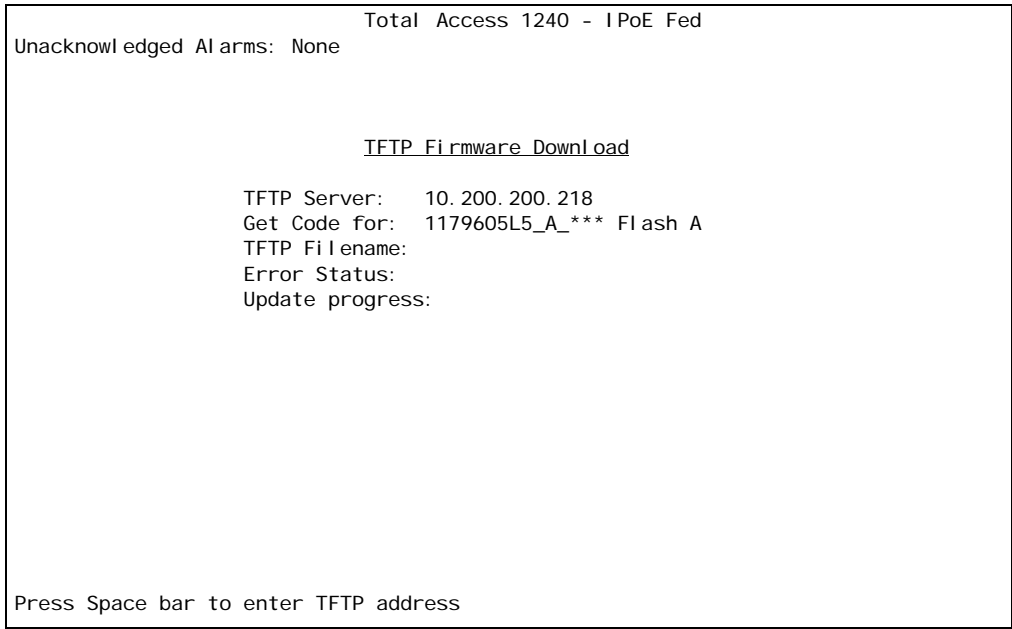 Total Access 1240 - IPoE Fed
Unacknowledged Alarms: None
TFTP Firmware Download
TFTP Server: 10.200.200.218
Get Code for: 1179605L5_A_*** Flash A
TFTP Filename:
Error Status:
Update progress:
Press Space bar to enter TFTP address